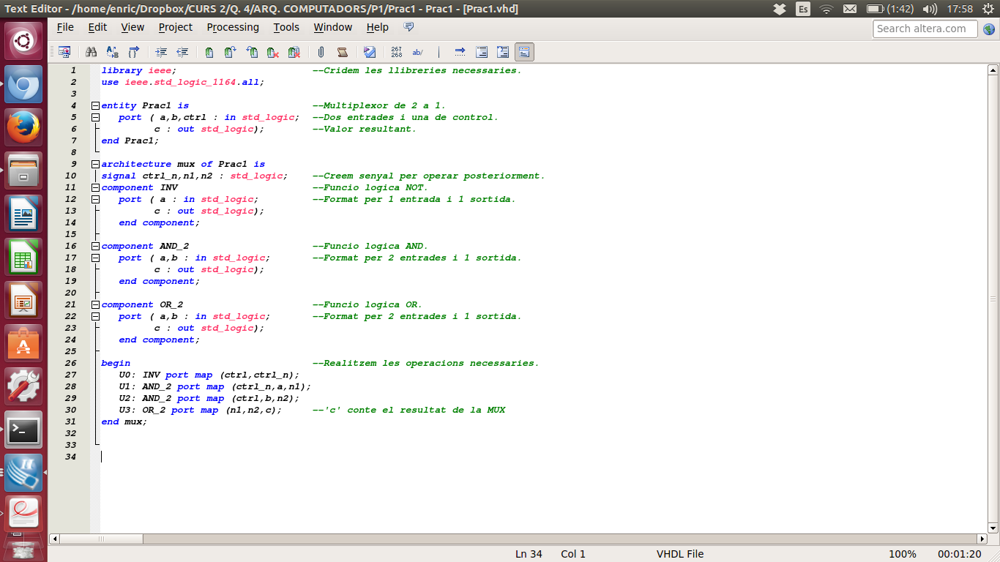 Text Editor - /home/enric/Dropbox/CURS 2/Q. 4/ARQ. COMPUTADORS/P1/Prac1 - Prac1 - [Prac1.vhd]
Es (1:42) 17:58
File Edit View Project Processing Tools Window Help Search altera.com
267 268 ab/
1 library ieee; --Cridem les llibreries necessaries.
2 use ieee.std_logic_1164.all;
3
4 entity Prac1 is --Multiplexor de 2 a 1.
5 port ( a,b,ctrl : in std_logic; --Dos entrades i una de control.
6 c : out std_logic); --Valor resultant.
7 end Prac1;
8
9 architecture mux of Prac1 is
10 signal ctrl_n,n1,n2 : std_logic; --Creem senyal per operar posteriorment.
11 component INV --Funcio logica NOT.
12 port ( a : in std_logic; --Format per 1 entrada i 1 sortida.
13 c : out std_logic);
14 end component;
15
16 component AND_2 --Funcio logica AND.
17 port ( a,b : in std_logic; --Format per 2 entrades i 1 sortida.
18 c : out std_logic);
19 end component;
20
21 component OR_2 --Funcio logica OR.
22 port ( a,b : in std_logic; --Format per 2 entrades i 1 sortida.
23 c : out std_logic);
24 end component;
25
26 begin --Realitzem les operacions necessaries.
27 U0: INV port map (ctrl,ctrl_n);
28 U1: AND_2 port map (ctrl_n,a,n1);
29 U2: AND_2 port map (ctrl,b,n2);
30 U3: OR_2 port map (n1,n2,c); --'c' conte el resultat de la MUX
31 end mux;
32
33
34
Ln 34 Col 1 VHDL File 100% 00:01:20